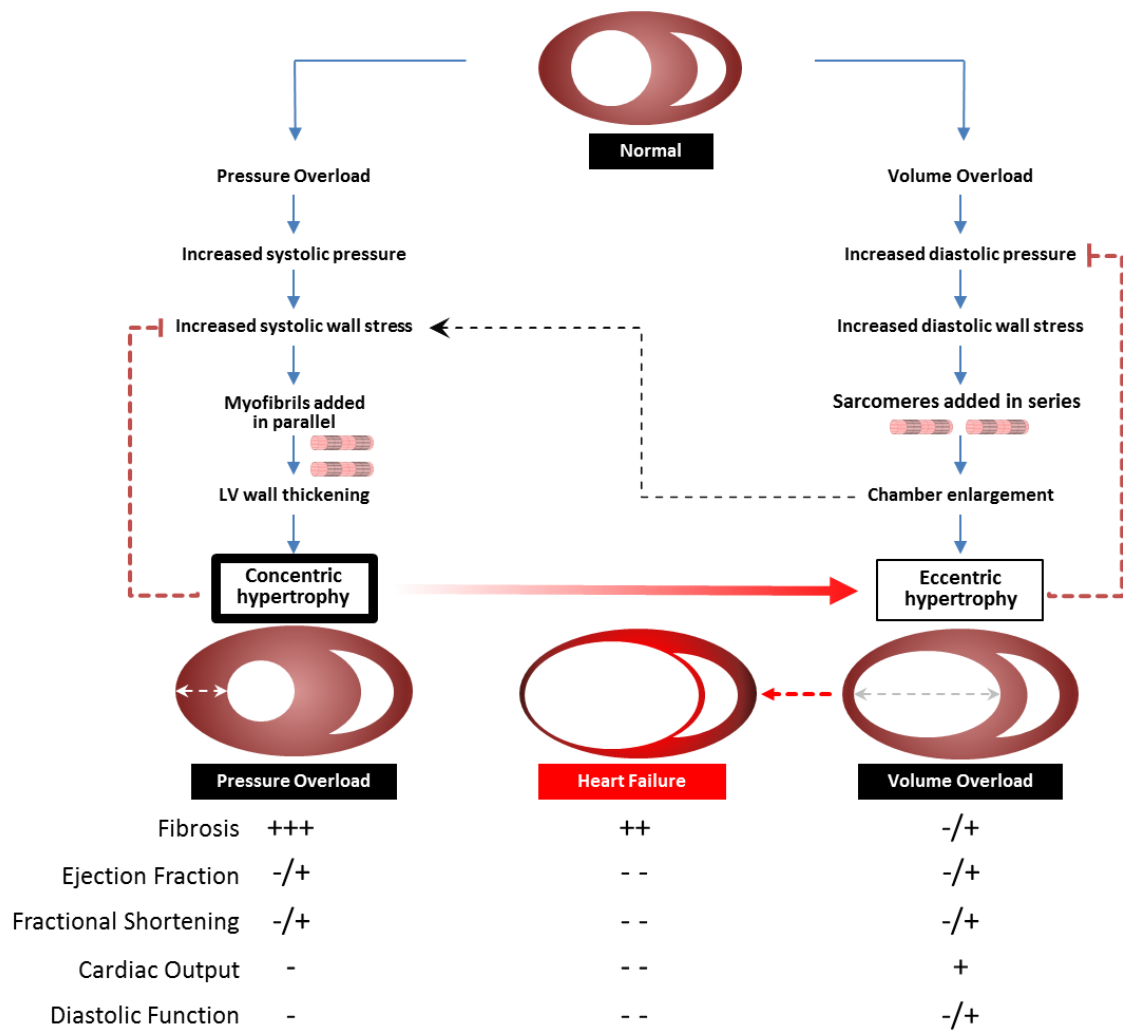 Normal
Pressure Overload
Volume Overload
Increased systolic pressure
Increased diastolic pressure
Increased systolic wall stress
Increased diastolic wall stress
Myofibrils added
in parallel
Sarcomeres added in series
LV wall thickening
Chamber enlargement
Concentric
hypertrophy
Eccentric
hypertrophy
Pressure Overload
Heart Failure
Volume Overload
Fibrosis +++ ++ -/+
Ejection Fraction -/+ - - -/+
Fractional Shortening -/+ - - -/+
Cardiac Output - - - +
Diastolic Function - - - -/+